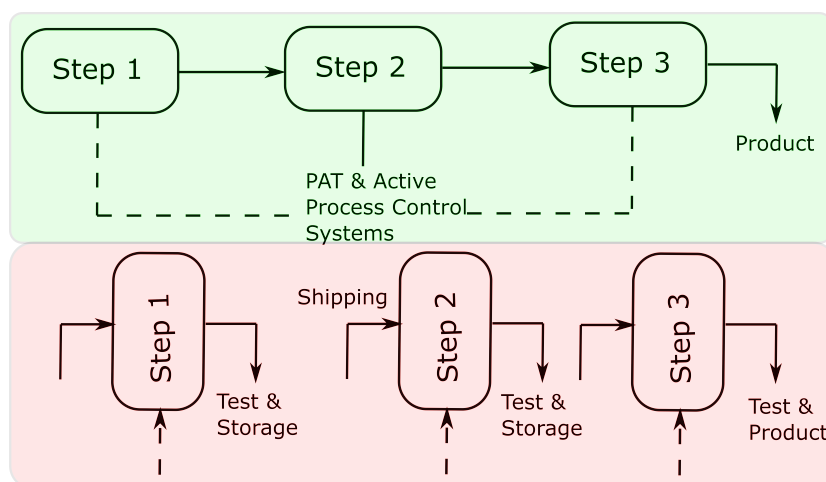 Step 1
Step 2
Step 3
Product
PAT & Active
Process Control
Systems
Step 1
Test &
Storage
Shipping
Step 2
Test &
Storage
Step 3
Test &
Product